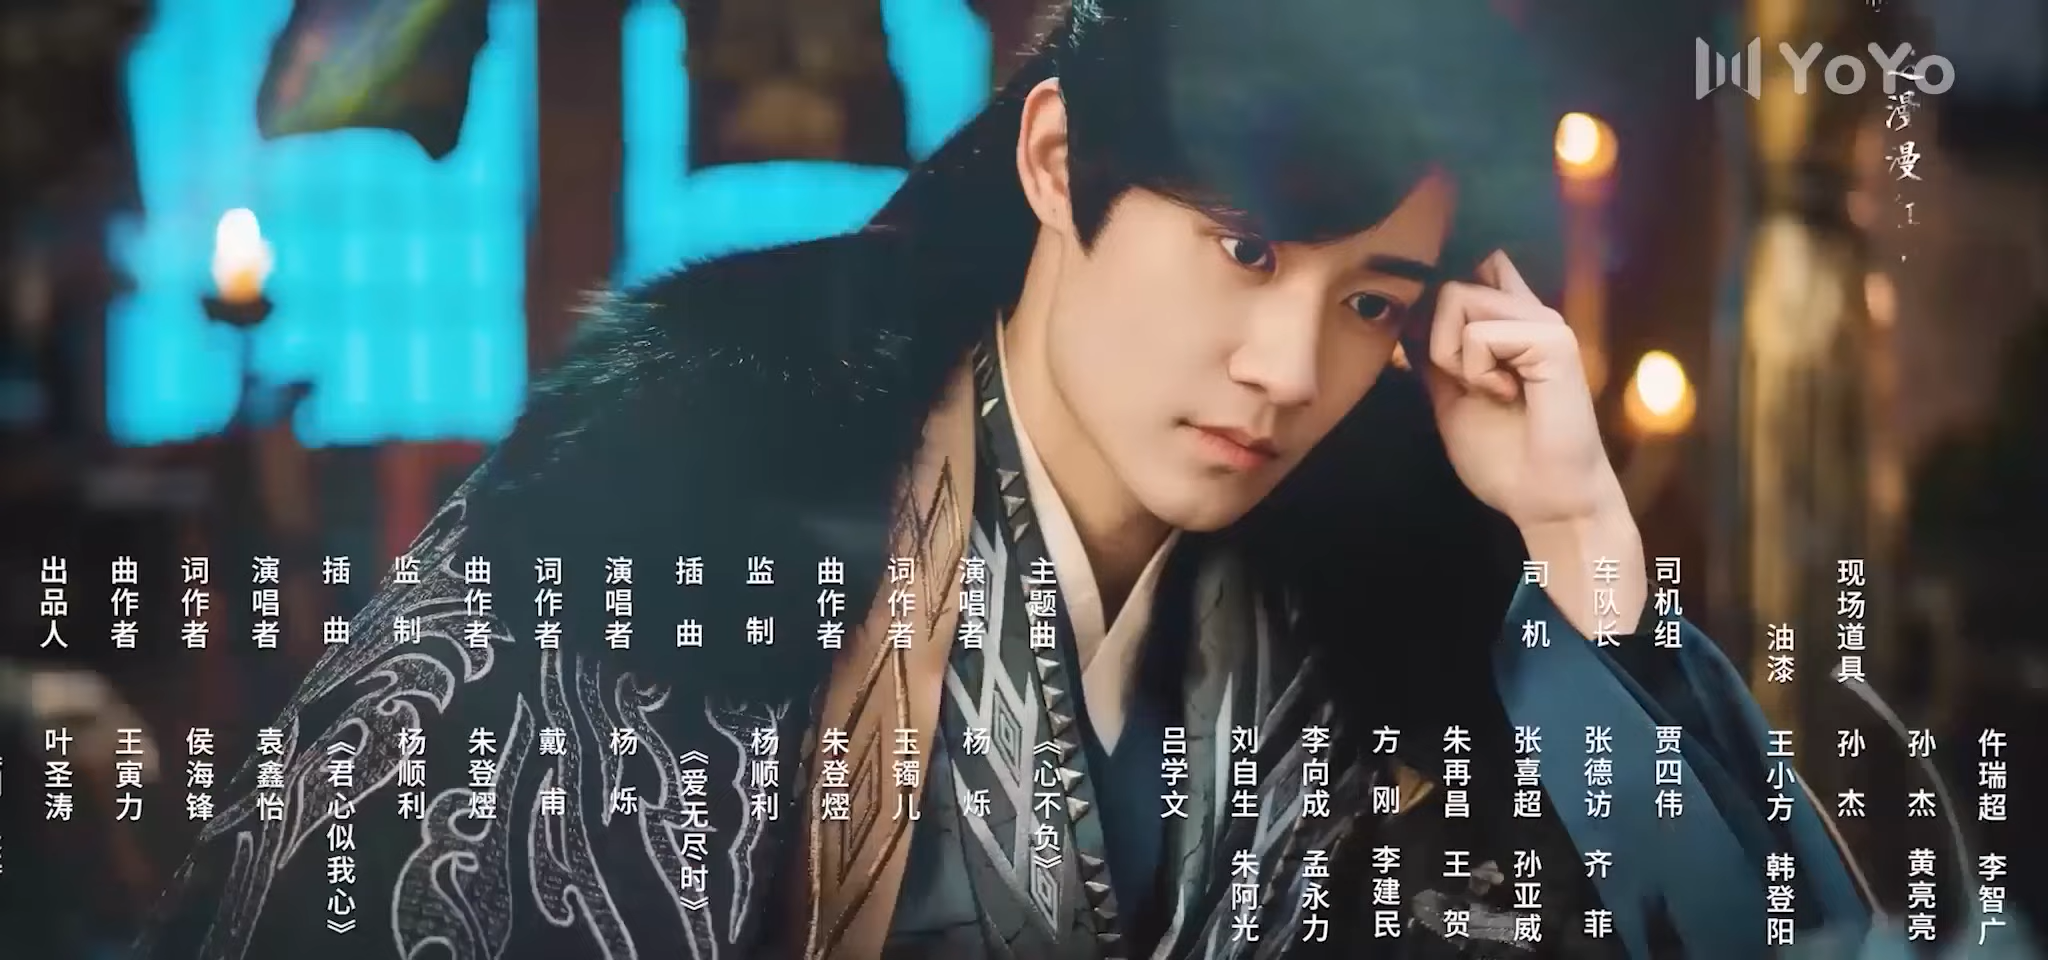 YoYo
漫漫
仵瑞超 李智广
孙杰 黄亮亮
现场道具 孙杰
油漆 王小方 韩登阳
司机组 贾四伟
车队长 张德访 齐菲
司机 张喜超 孙亚威
朱再昌 王贺
方刚 李建民
李向成 孟永力
刘自生 朱阿光
吕学文
主题曲 《心不负》
演唱者 杨烁
词作者 玉镯儿
曲作者 朱登熠
监制 杨顺利
插曲 《爱无尽时》
演唱者 杨烁
词作者 戴甫
曲作者 朱登熠
监制 杨顺利
插曲 《君心似我心》
演唱者 袁鑫怡
词作者 侯海锋
曲作者 王寅力
出品人 叶圣涛